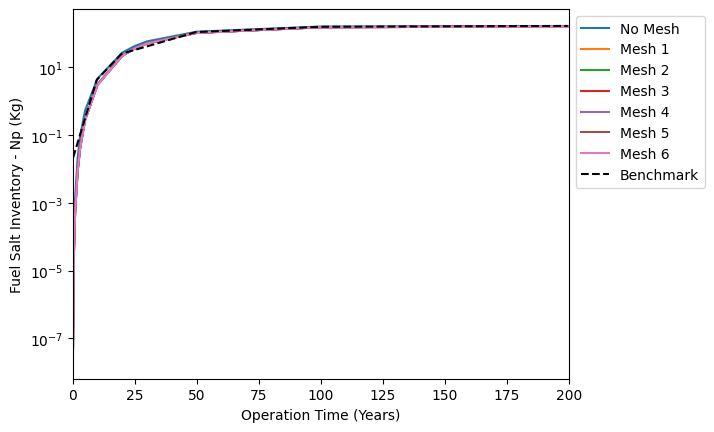 Fuel Salt Inventory - Np (Kg)
10¹
10⁻¹
10⁻³
10⁻⁵
10⁻⁷
0 25 50 75 100 125 150 175 200
Operation Time (Years)
No Mesh
Mesh 1
Mesh 2
Mesh 3
Mesh 4
Mesh 5
Mesh 6
Benchmark